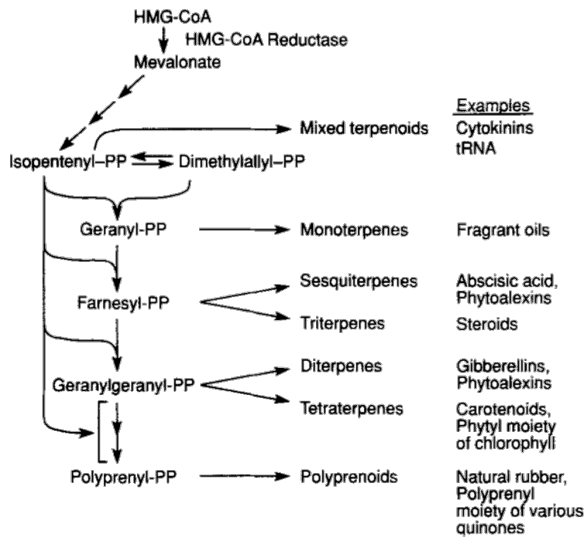 HMG-CoA
HMG-CoA Reductase
Mevalonate
Examples
Mixed terpenoids
Cytokinins
tRNA
Isopentenyl–PP
Dimethylallyl–PP
Geranyl-PP
Monoterpenes
Fragrant oils
Farnesyl-PP
Sesquiterpenes
Abscisic acid,
Phytoalexins
Triterpenes
Steroids
Geranylgeranyl-PP
Diterpenes
Gibberellins,
Phytoalexins
Tetraterpenes
Carotenoids,
Phytyl moiety
of chlorophyll
Polyprenyl-PP
Polyprenoids
Natural rubber,
Polyprenyl
moiety of various
quinones